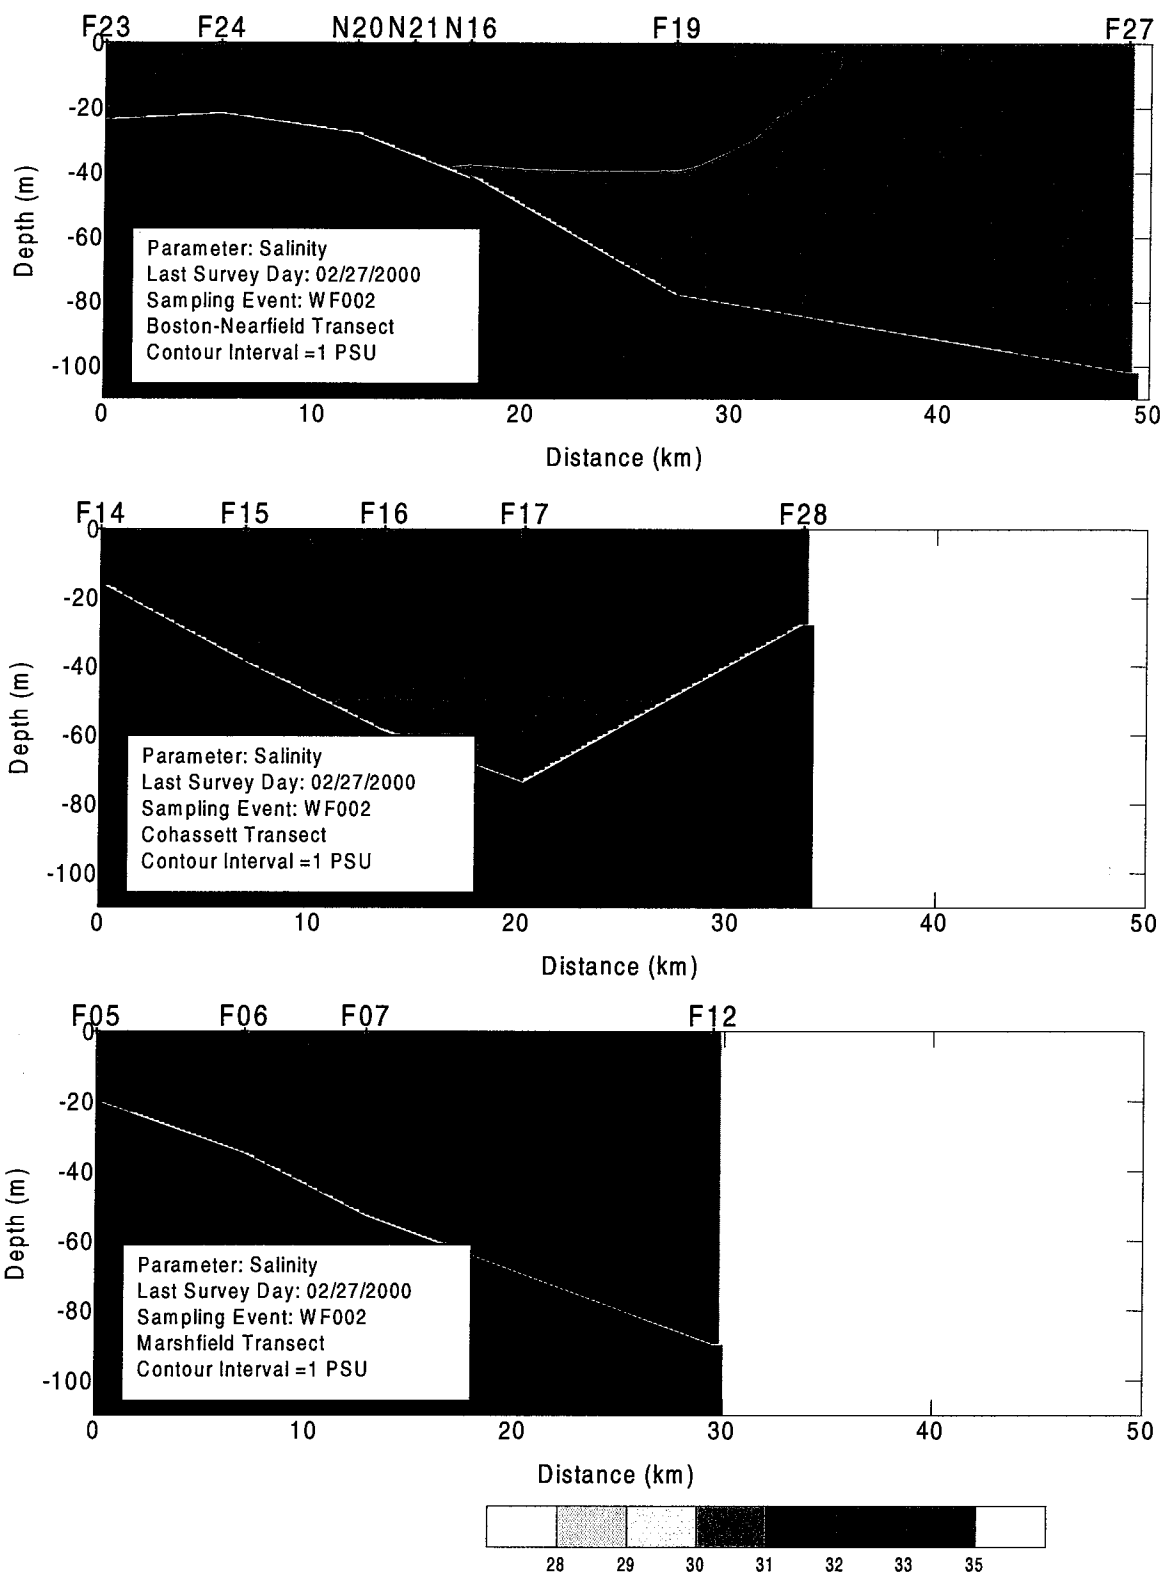 F23 F24 N20 N21 N16 F19 F27
0
-20
-40
-60
-80
-100
Depth (m)
Parameter: Salinity
Last Survey Day: 02/27/2000
Sampling Event: WF002
Boston-Nearfield Transect
Contour Interval =1 PSU
0 10 20 30 40 50
Distance (km)
F14 F15 F16 F17 F28
0
-20
-40
-60
-80
-100
Depth (m)
Parameter: Salinity
Last Survey Day: 02/27/2000
Sampling Event: WF002
Cohassett Transect
Contour Interval =1 PSU
0 10 20 30 40 50
Distance (km)
F05 F06 F07 F12
0
-20
-40
-60
-80
-100
Depth (m)
Parameter: Salinity
Last Survey Day: 02/27/2000
Sampling Event: WF002
Marshfield Transect
Contour Interval =1 PSU
0 10 20 30 40 50
Distance (km)
28 29 30 31 32 33 35